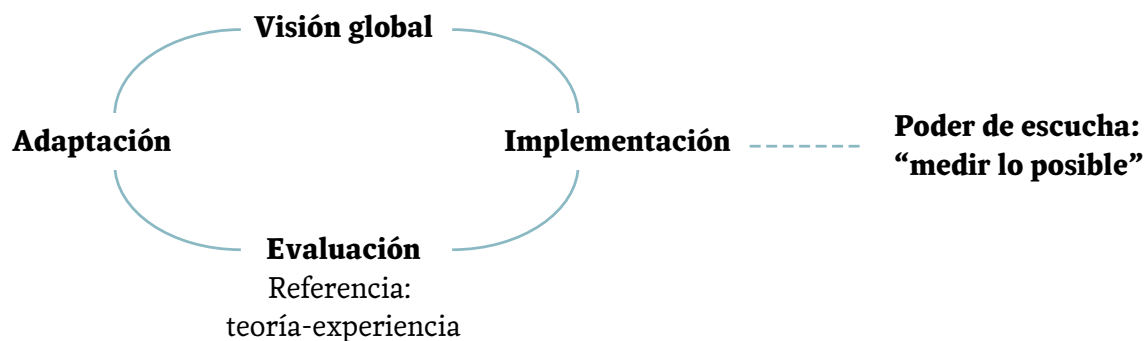 Visión global
Adaptación
Implementación
Poder de escucha:
“medir lo posible”
Evaluación
Referencia:
teoría-experiencia